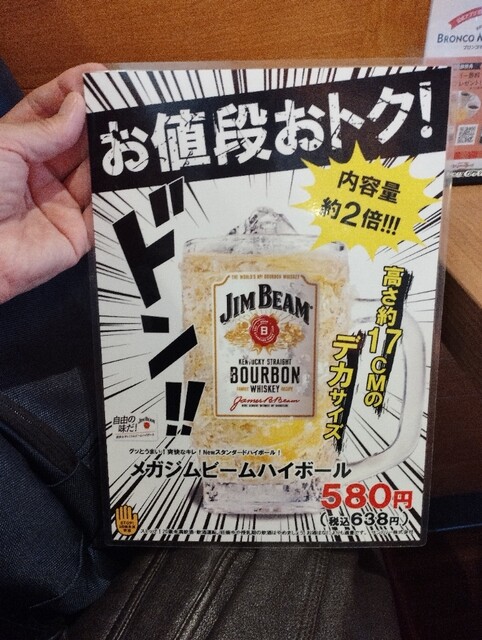 お値段おトク!
内容量
約2倍!!!
ドン!!
高さ約17CMの
デカサイズ
JIM BEAM
KENTUCKY STRAIGHT
BOURBON
WHISKEY
James B. Beam
自由の
味だ!
グッとうまい!爽快なキレ!Newスタンダードハイボール!
メガジムビームハイボール
580円
(税込638円)
STOP!
BRONCO